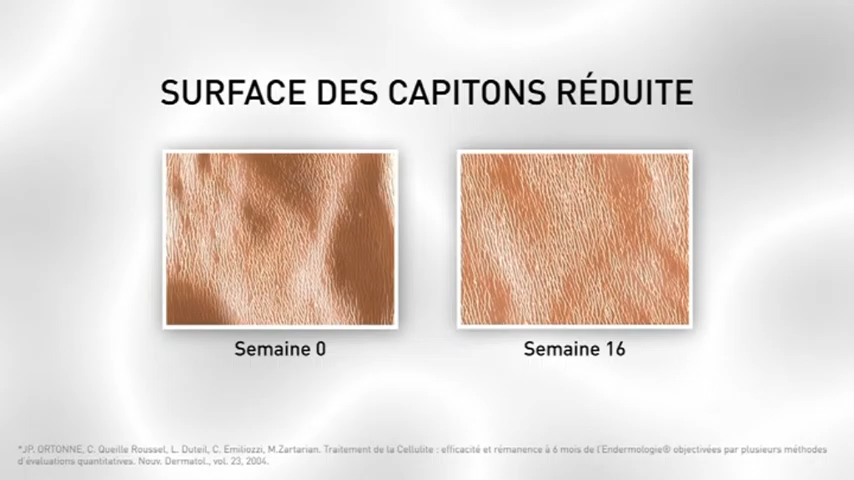 SURFACE DES CAPITONS RÉDUITE
Semaine 0
Semaine 16
*JP. ORTONNE, C. Queille Roussel, L. Duteil, C. Emiliozzi, M.Zartarian. Traitement de la Cellulite : efficacité et rémanence à 6 mois de l'Endermologie® objectivées par plusieurs méthodes
d'évaluations quantitatives. Nouv. Dermatol., vol. 23, 2004.